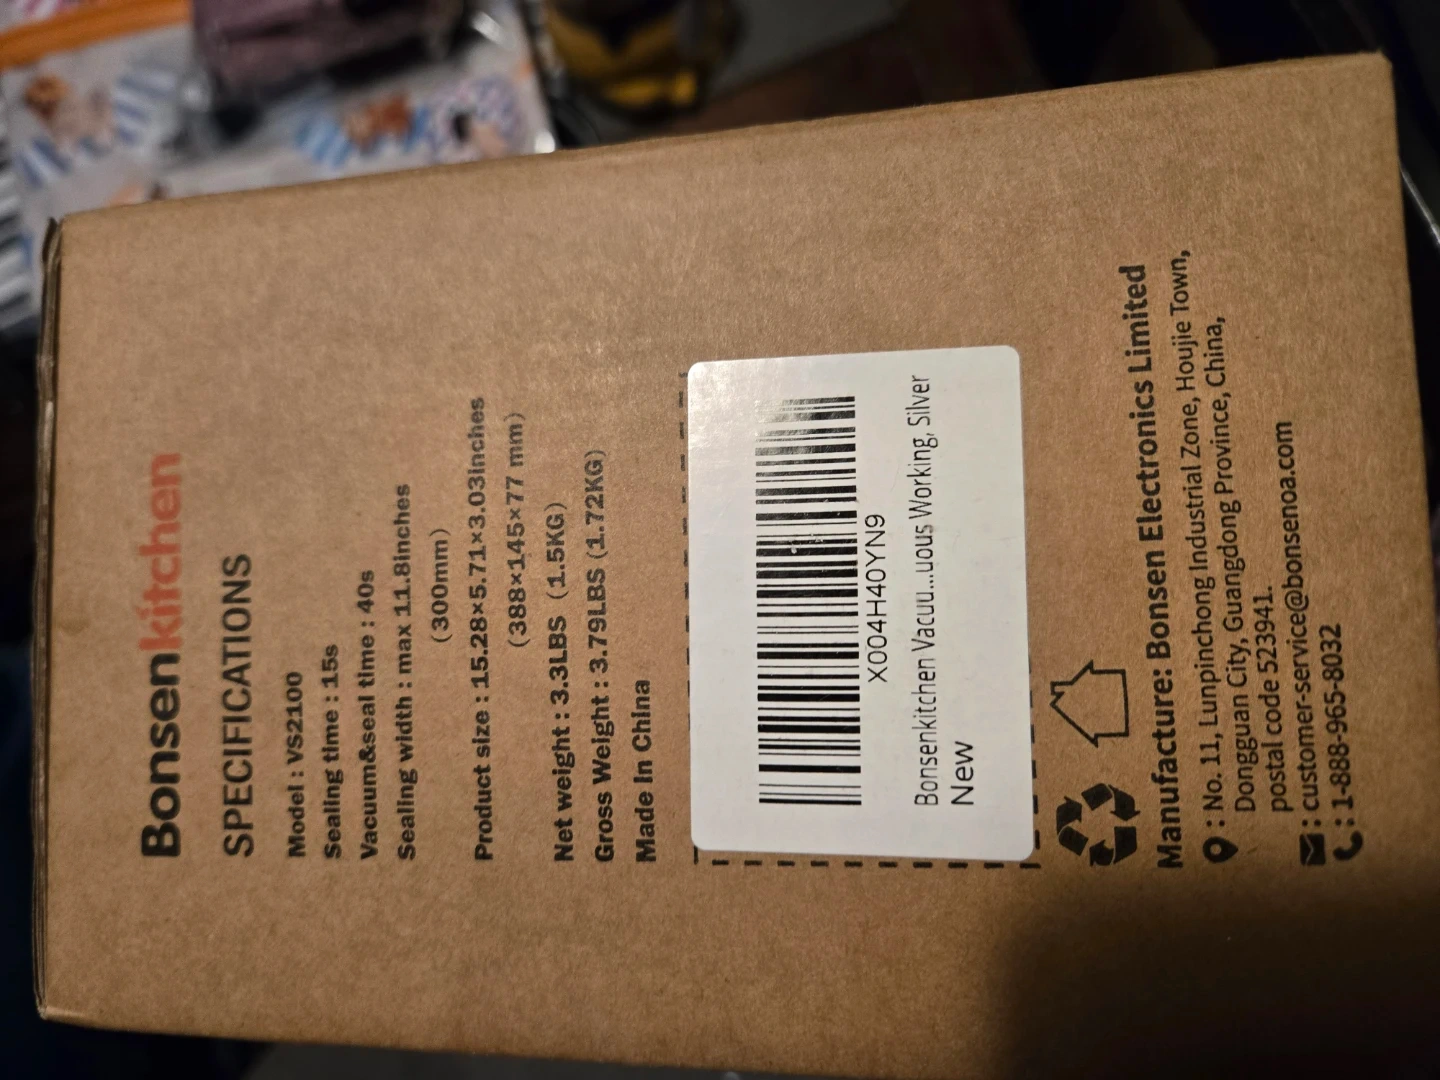 Bonsenkitchen
SPECIFICATIONS
Model : VS2100
Sealing time : 15s
Vacuum&seal time : 40s
Sealing width : max 11.8inches
(300mm)
Product size : 15.28×5.71×3.03inches
(388×145×77 mm)
Net weight : 3.3LBS (1.5KG)
Gross Weight : 3.79LBS (1.72KG)
Made In China
X004H40YN9
Bonsenkitchen Vacuu...uous Working, Silver
New
Manufacture: Bonsen Electronics Limited
: No. 11, Lunpinchong Industrial Zone, Houjie Town,
Dongguan City, Guangdong Province, China,
postal code 523941.
: customer-service@bonsenoa.com
: 1-888-965-8032